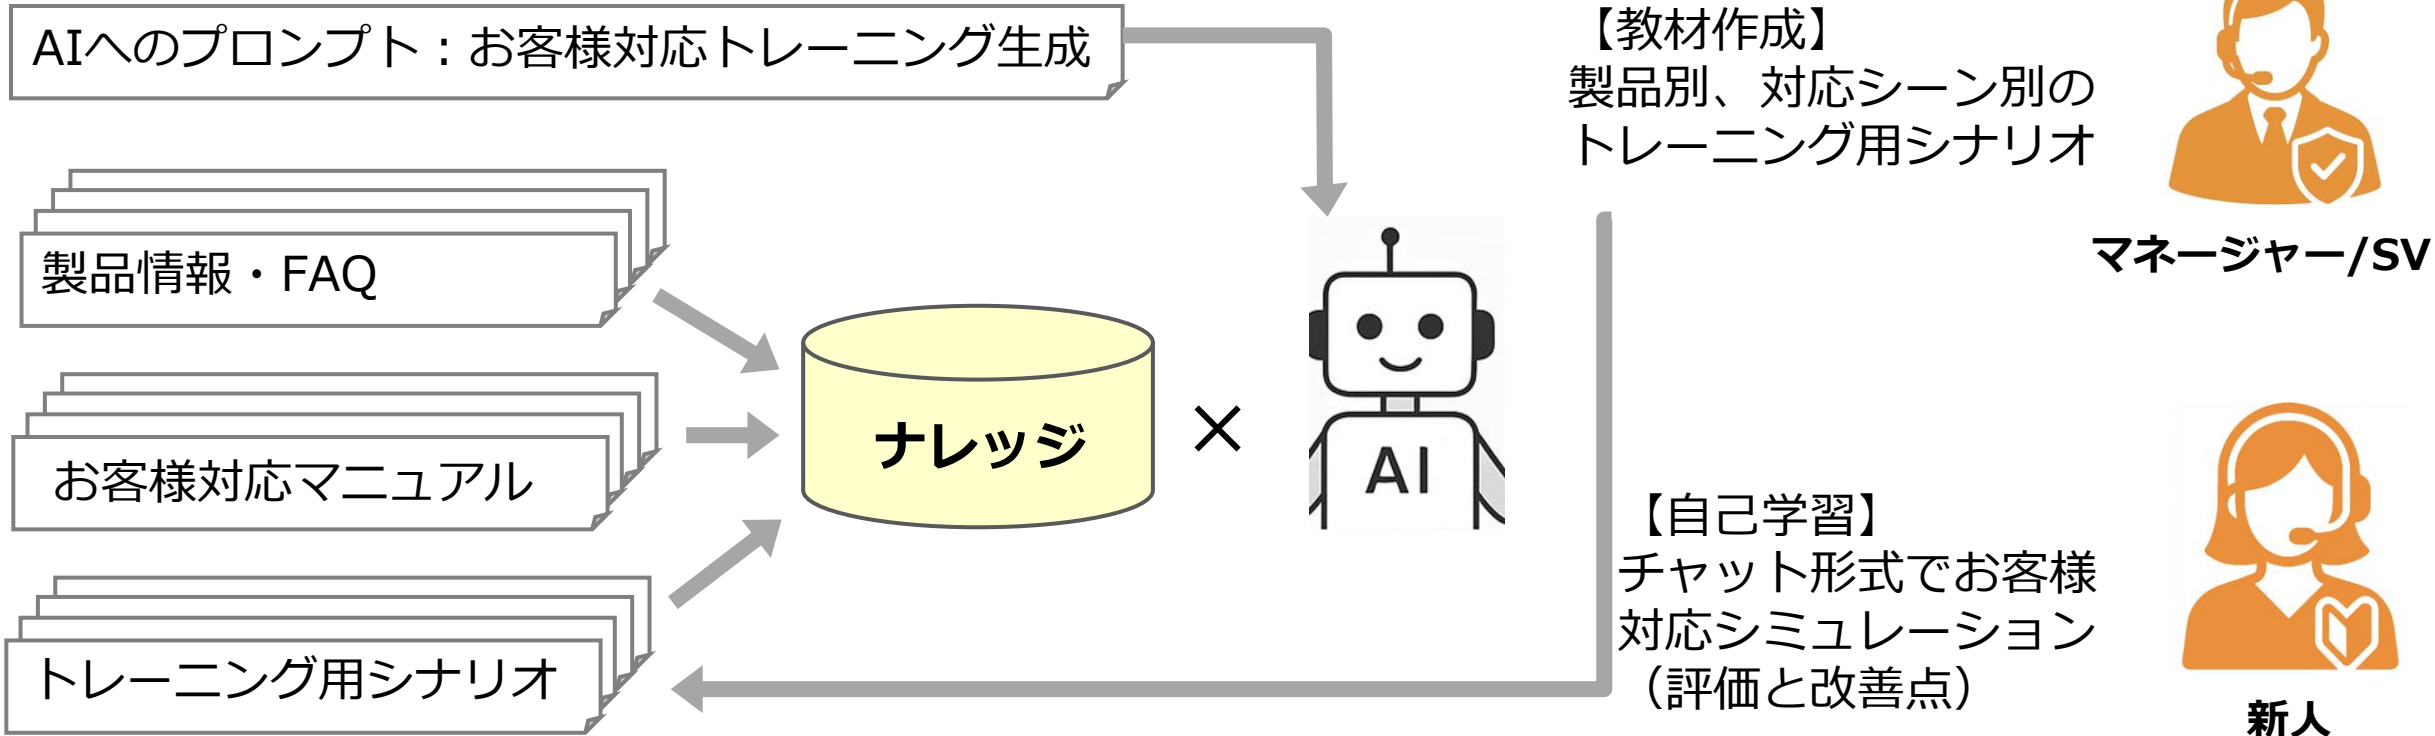 AIへのプロンプト：お客様対応トレーニング生成
製品情報・FAQ
お客様対応マニュアル
トレーニング用シナリオ
ナレッジ
×
AI
【教材作成】
製品別、対応シーン別の
トレーニング用シナリオ
マネージャー/SV
【自己学習】
チャット形式でお客様
対応シミュレーション
（評価と改善点）
新人